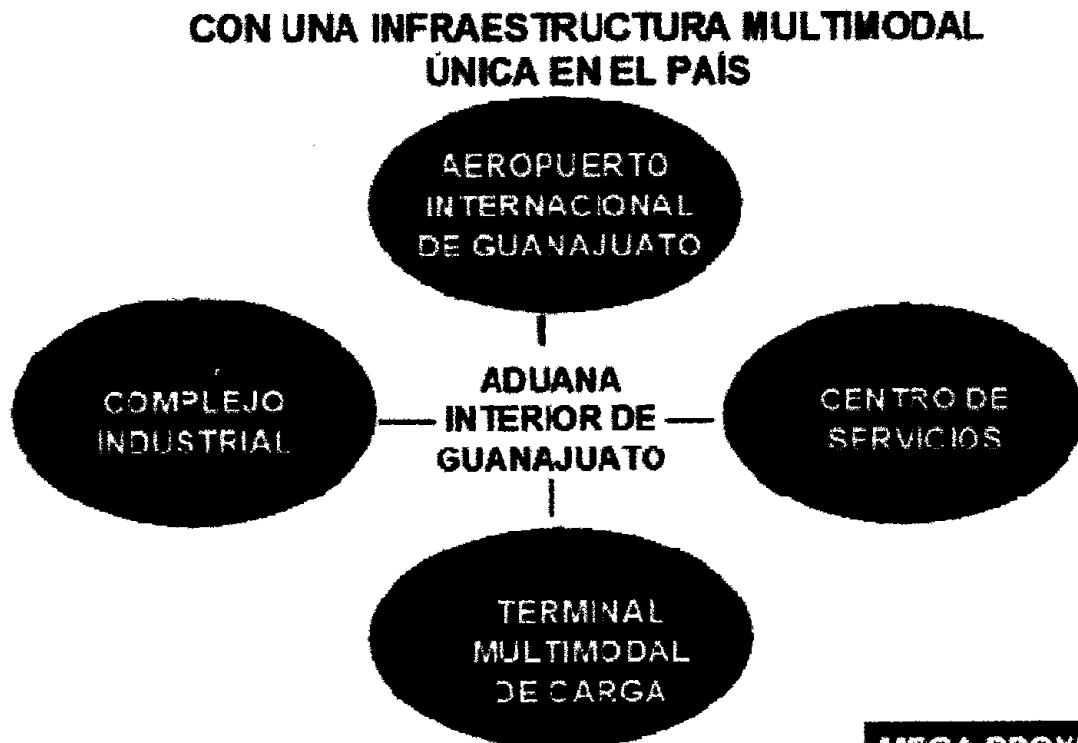 CON UNA INFRAESTRUCTURA MULTIMODAL
ÚNICA EN EL PAÍS
AEROPUERTO
INTERNACIONAL
DE GUANAJUATO
COMPLEJO
INDUSTRIAL
ADUANA
INTERIOR DE
GUANAJUATO
CENTRO DE
SERVICIOS
TERMINAL
MULTIMODAL
DE CARGA